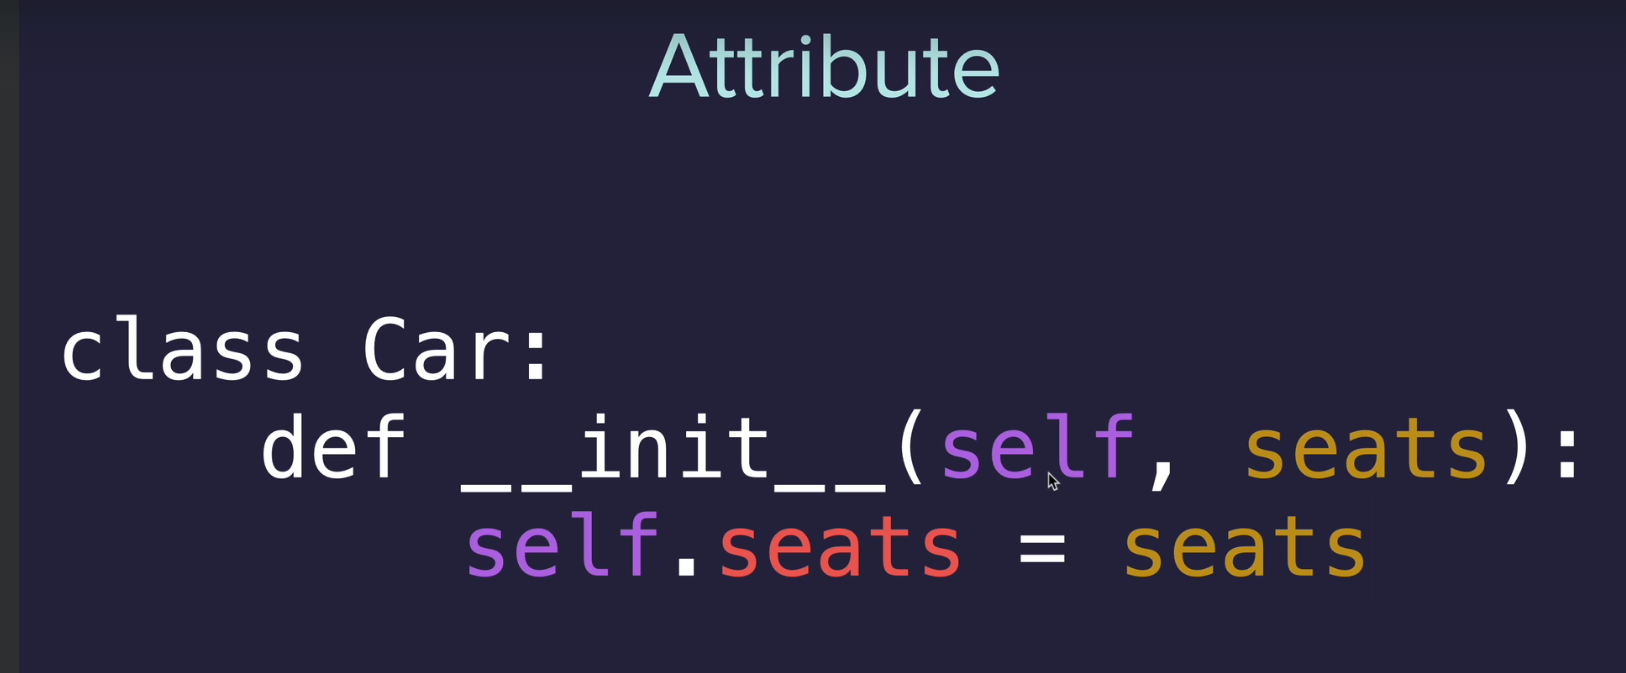 Attribute
class Car:
    def __init__(self, seats):
        self.seats = seats